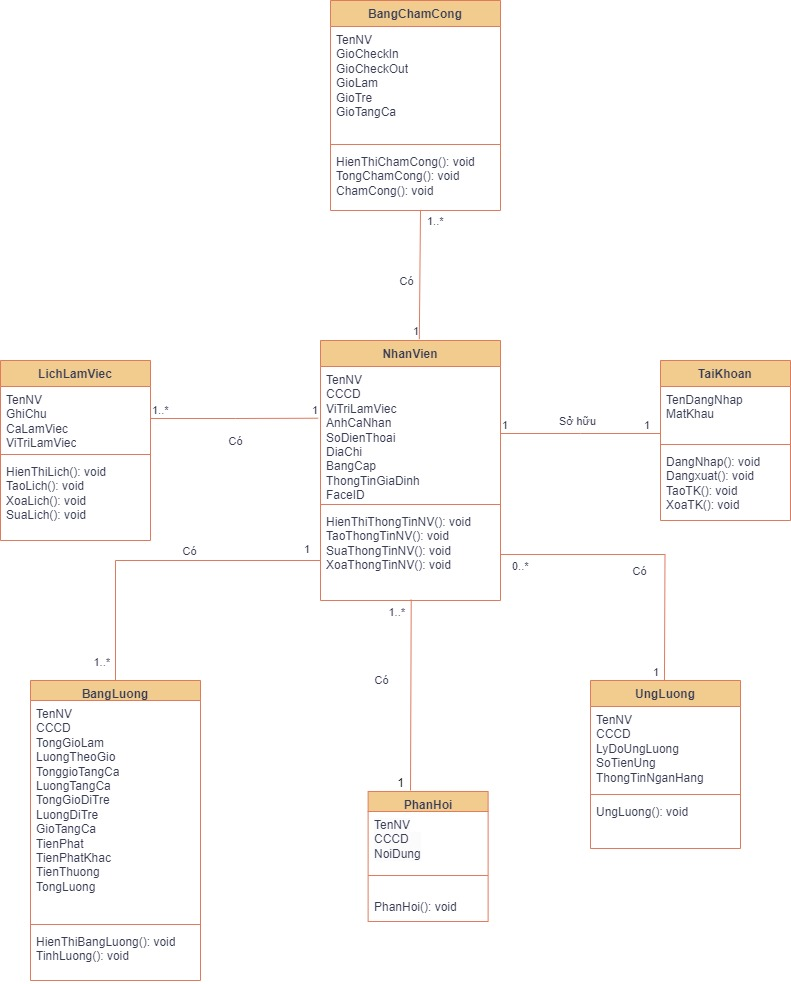 BangChamCong
TenNV
GioCheckIn
GioCheckOut
GioLam
GioTre
GioTangCa
HienThiChamCong(): void
TongChamCong(): void
ChamCong(): void
1..*
Có
1
NhanVien
TenNV
CCCD
ViTriLamViec
AnhCaNhan
SoDienThoai
DiaChi
BangCap
ThongTinGiaDinh
FaceID
HienThiThongTinNV(): void
TaoThongTinNV(): void
SuaThongTinNV(): void
XoaThongTinNV(): void
LichLamViec
TenNV
GhiChu
CaLamViec
ViTriLamViec
HienThiLich(): void
TaoLich(): void
XoaLich(): void
SuaLich(): void
1..*
1
Có
TaiKhoan
TenDangNhap
MatKhau
DangNhap(): void
Dangxuat(): void
TaoTK(): void
XoaTK(): void
1
Sở hữu
1
Có
1
1..*
BangLuong
TenNV
CCCD
TongGioLam
LuongTheoGio
TonggioTangCa
LuongTangCa
TongGioDiTre
LuongDiTre
GioTangCa
TienPhat
TienPhatKhac
TienThuong
TongLuong
HienThiBangLuong(): void
TinhLuong(): void
1..*
Có
1
PhanHoi
TenNV
CCCD
NoiDung
PhanHoi(): void
0..*
Có
1
UngLuong
TenNV
CCCD
LyDoUngLuong
SoTienUng
ThongTinNganHang
UngLuong(): void